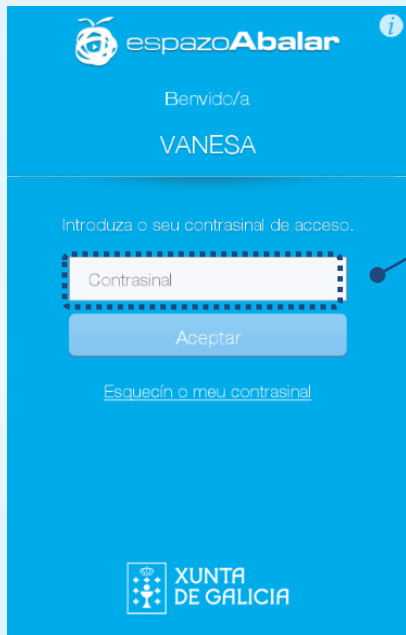 espazoAbalar
i
Benvido/a
VANESA
Introduza o seu contrasinal de acceso.
Contrasinal
Aceptar
Esquecín o meu contrasinal
XUNTA
DE GALICIA